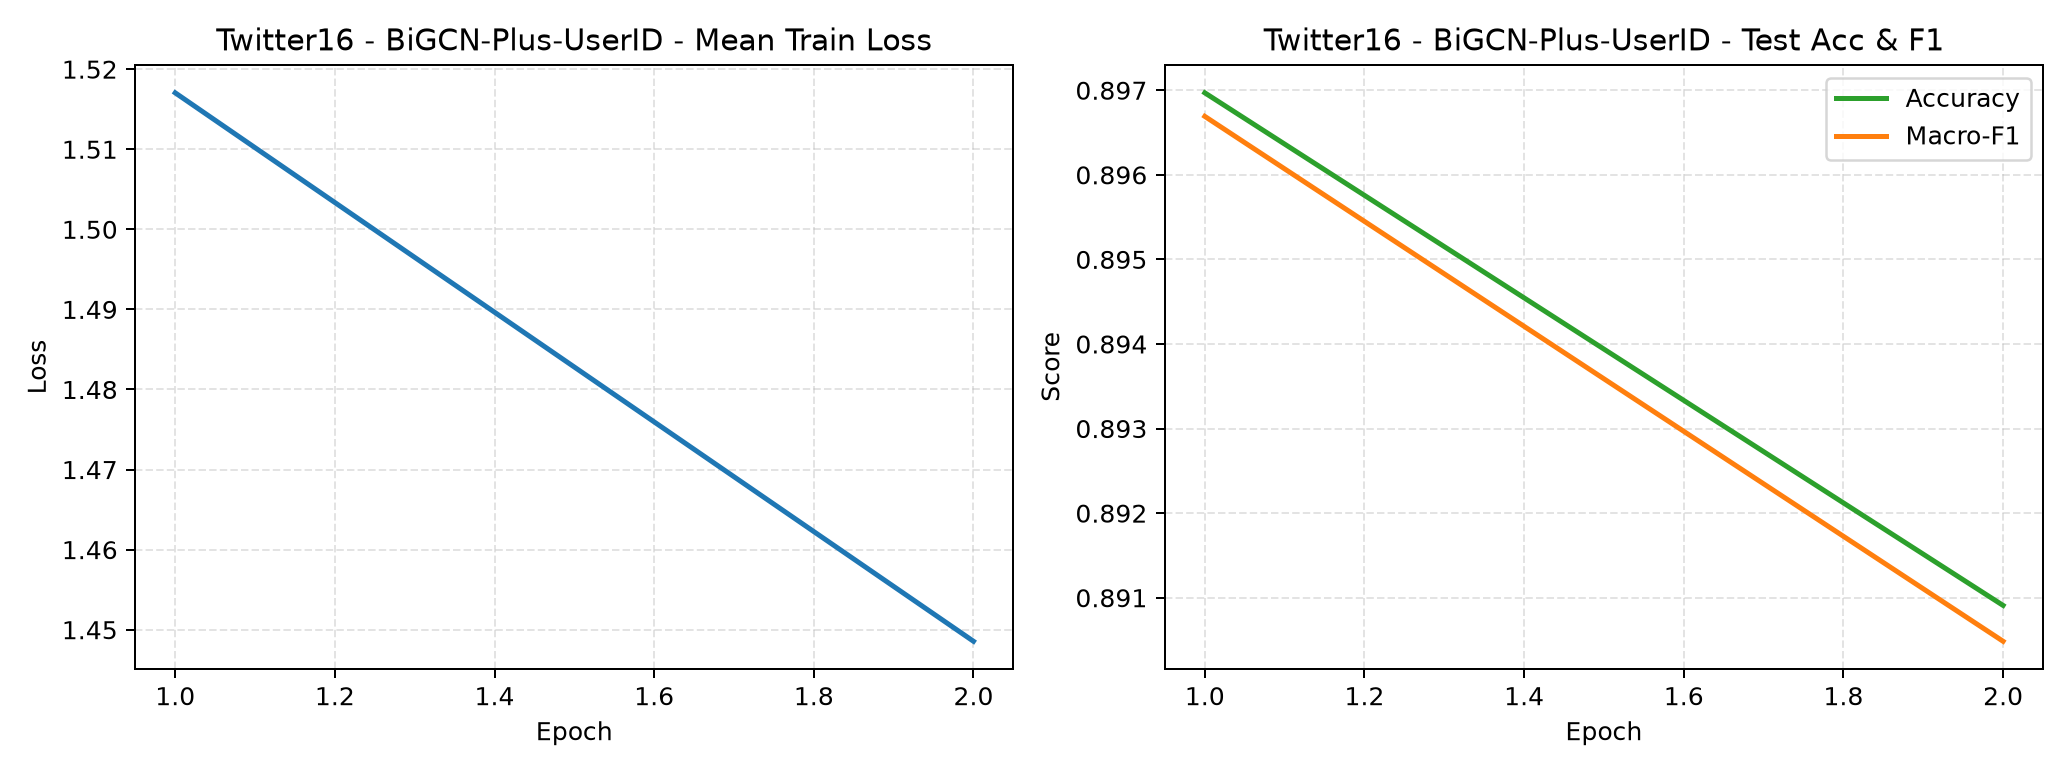 Twitter16 - BiGCN-Plus-UserID - Mean Train Loss
1.52
1.51
1.50
1.49
1.48
1.47
1.46
1.45
Loss
1.0 1.2 1.4 1.6 1.8 2.0
Epoch
Twitter16 - BiGCN-Plus-UserID - Test Acc & F1
0.897
0.896
0.895
0.894
0.893
0.892
0.891
Score
Accuracy
Macro-F1
1.0 1.2 1.4 1.6 1.8 2.0
Epoch